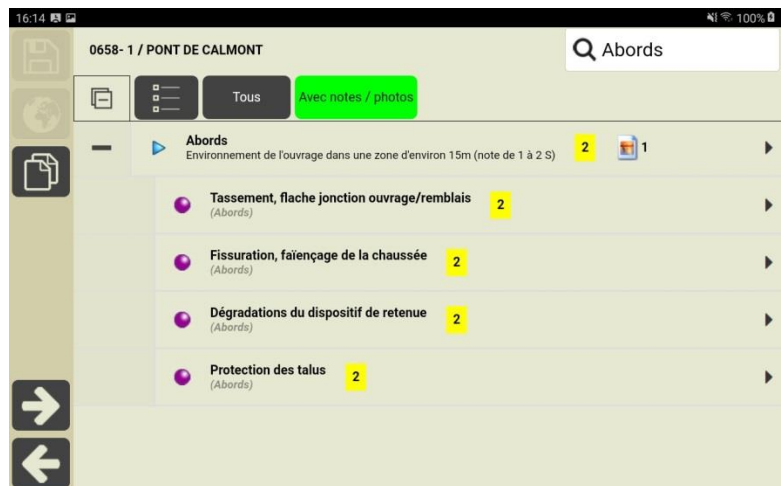 16:14 100%
0658- 1 / PONT DE CALMONT
Abords
Tous
Avec notes / photos
Abords
Environnement de l'ouvrage dans une zone d'environ 15m (note de 1 à 2 S)
2
1
Tassement, flache jonction ouvrage/remblais
(Abords)
2
Fissuration, faïençage de la chaussée
(Abords)
2
Dégradations du dispositif de retenue
(Abords)
2
Protection des talus
(Abords)
2